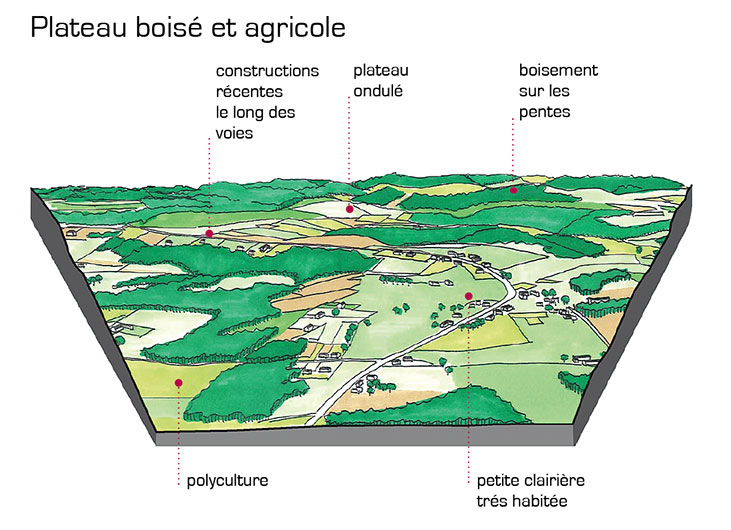 Plateau boisé et agricole
constructions
récentes
le long des
voies
plateau
ondulé
boisement
sur les
pentes
polyculture
petite clairière
trés habitée